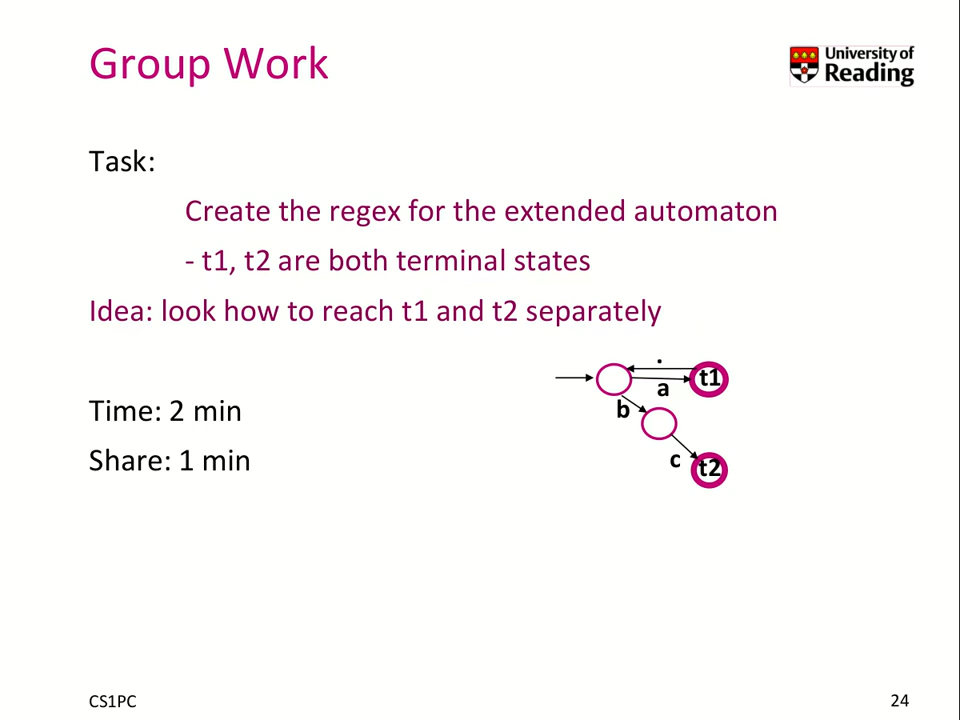 Group Work
University of
Reading
Task:
Create the regex for the extended automaton
- t1, t2 are both terminal states
Idea: look how to reach t1 and t2 separately
.
t1
a
b
Time: 2 min
Share: 1 min
c
t2
CS1PC
24